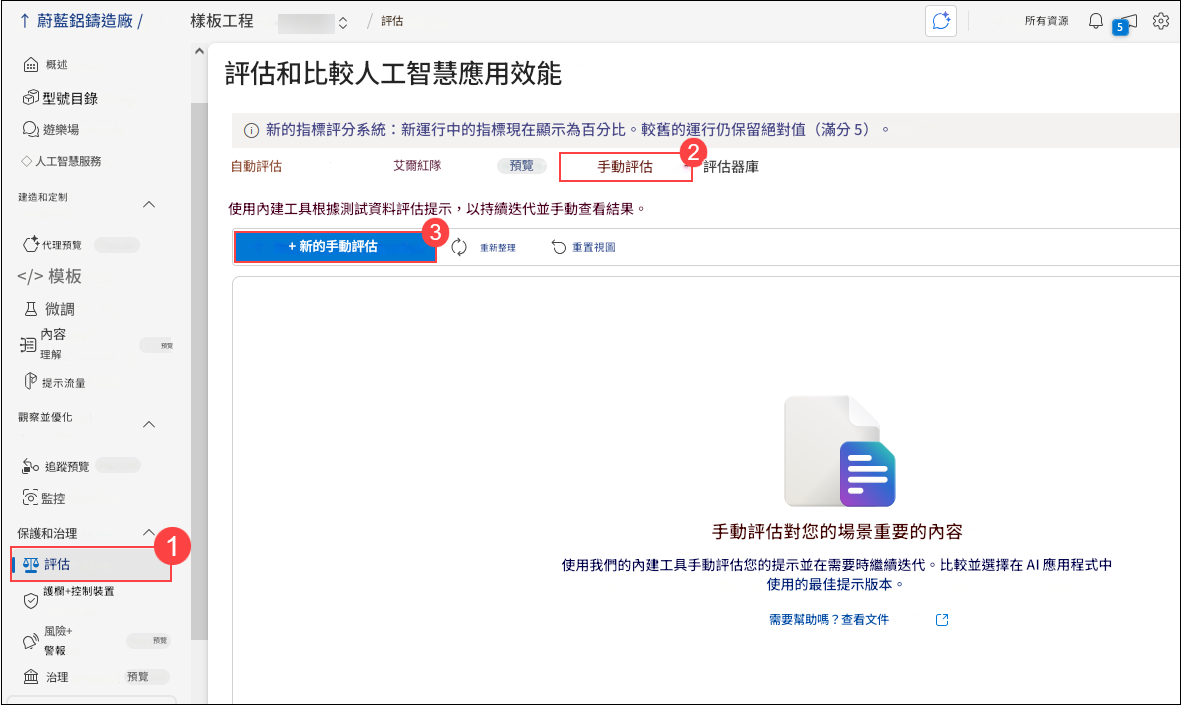 ↑ 蔚藍鋁鑄造廠 /
樣板工程
/ 評估
所有資源
5
概述
型號目錄
遊樂場
人工智慧服務
建造和定制
代理預覽
</> 模板
微調
內容
理解
預覽
提示流量
觀察並優化
追蹤預覽
監控
保護和治理
1
評估
護欄+控制裝置
風險+
警報
預覽
治理
預覽
評估和比較人工智慧應用效能
新的指標評分系統：新運行中的指標現在顯示為百分比。較舊的運行仍保留絕對值（滿分 5）。
自動評估
艾爾紅隊
預覽
手動評估
2
評估器庫
使用內建工具根據測試資料評估提示，以持續迭代並手動查看結果。
+ 新的手動評估
3
重新整理
重置視圖
手動評估對您的場景重要的內容
使用我們的內建工具手動評估您的提示並在需要時繼續迭代。比較並選擇在 AI 應用程式中
使用的最佳提示版本。
需要幫助嗎？查看文件